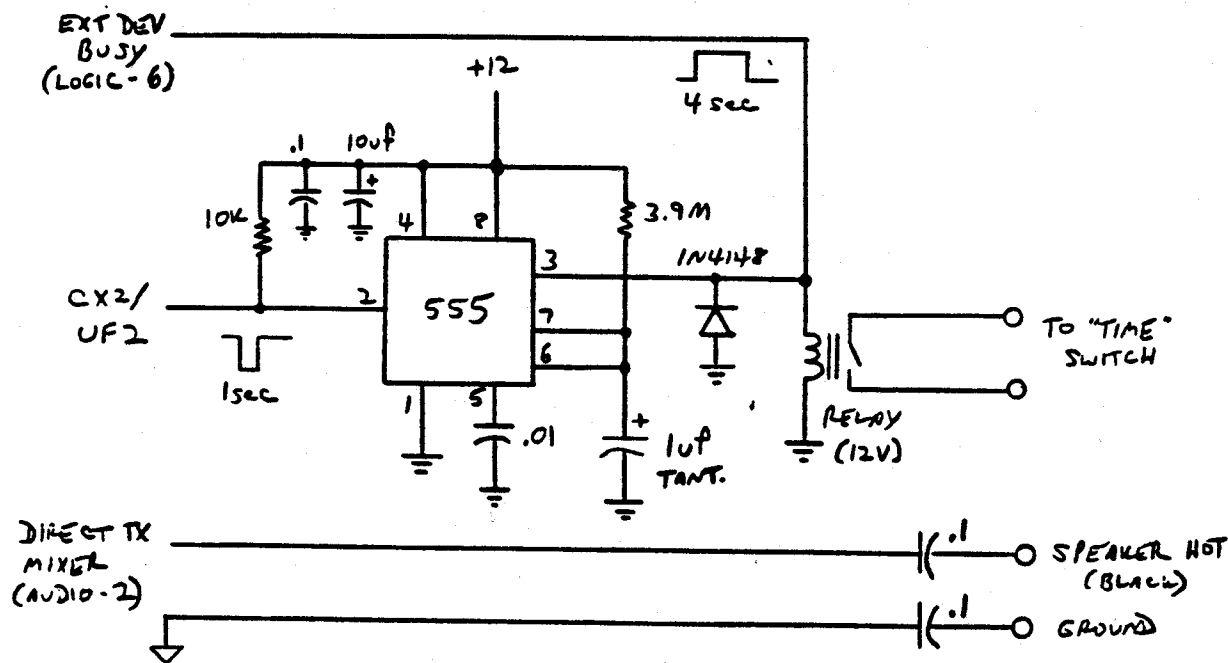 EXT DEV
BUSY
(LOGIC-6)
+12
4 sec
.1
10uf
+
10K
4
8
3.9M
1N4148
3
CX2/
UF2
2
555
7
6
1sec
1
5
.01
+
1uf
TANT.
RELAY
(12V)
TO "TIME"
SWITCH
DIRECT TX
MIXER
(AUDIO-2)
.1
SPEAKER HOT
(BLACK)
.1
GROUND